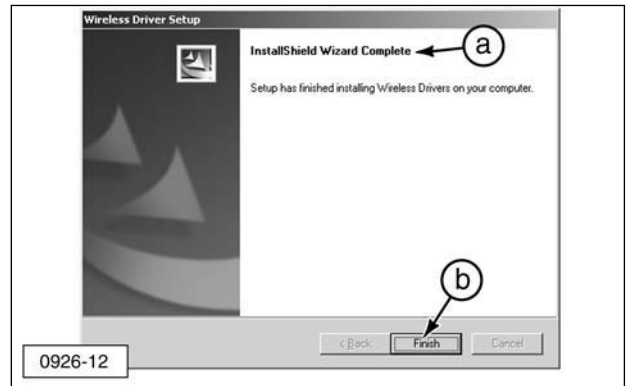 Wireless Driver Setup
InstallShield Wizard Complete
a
Setup has finished installing Wireless Drivers on your computer.
b
< Back
Finish
Cancel
0926-12